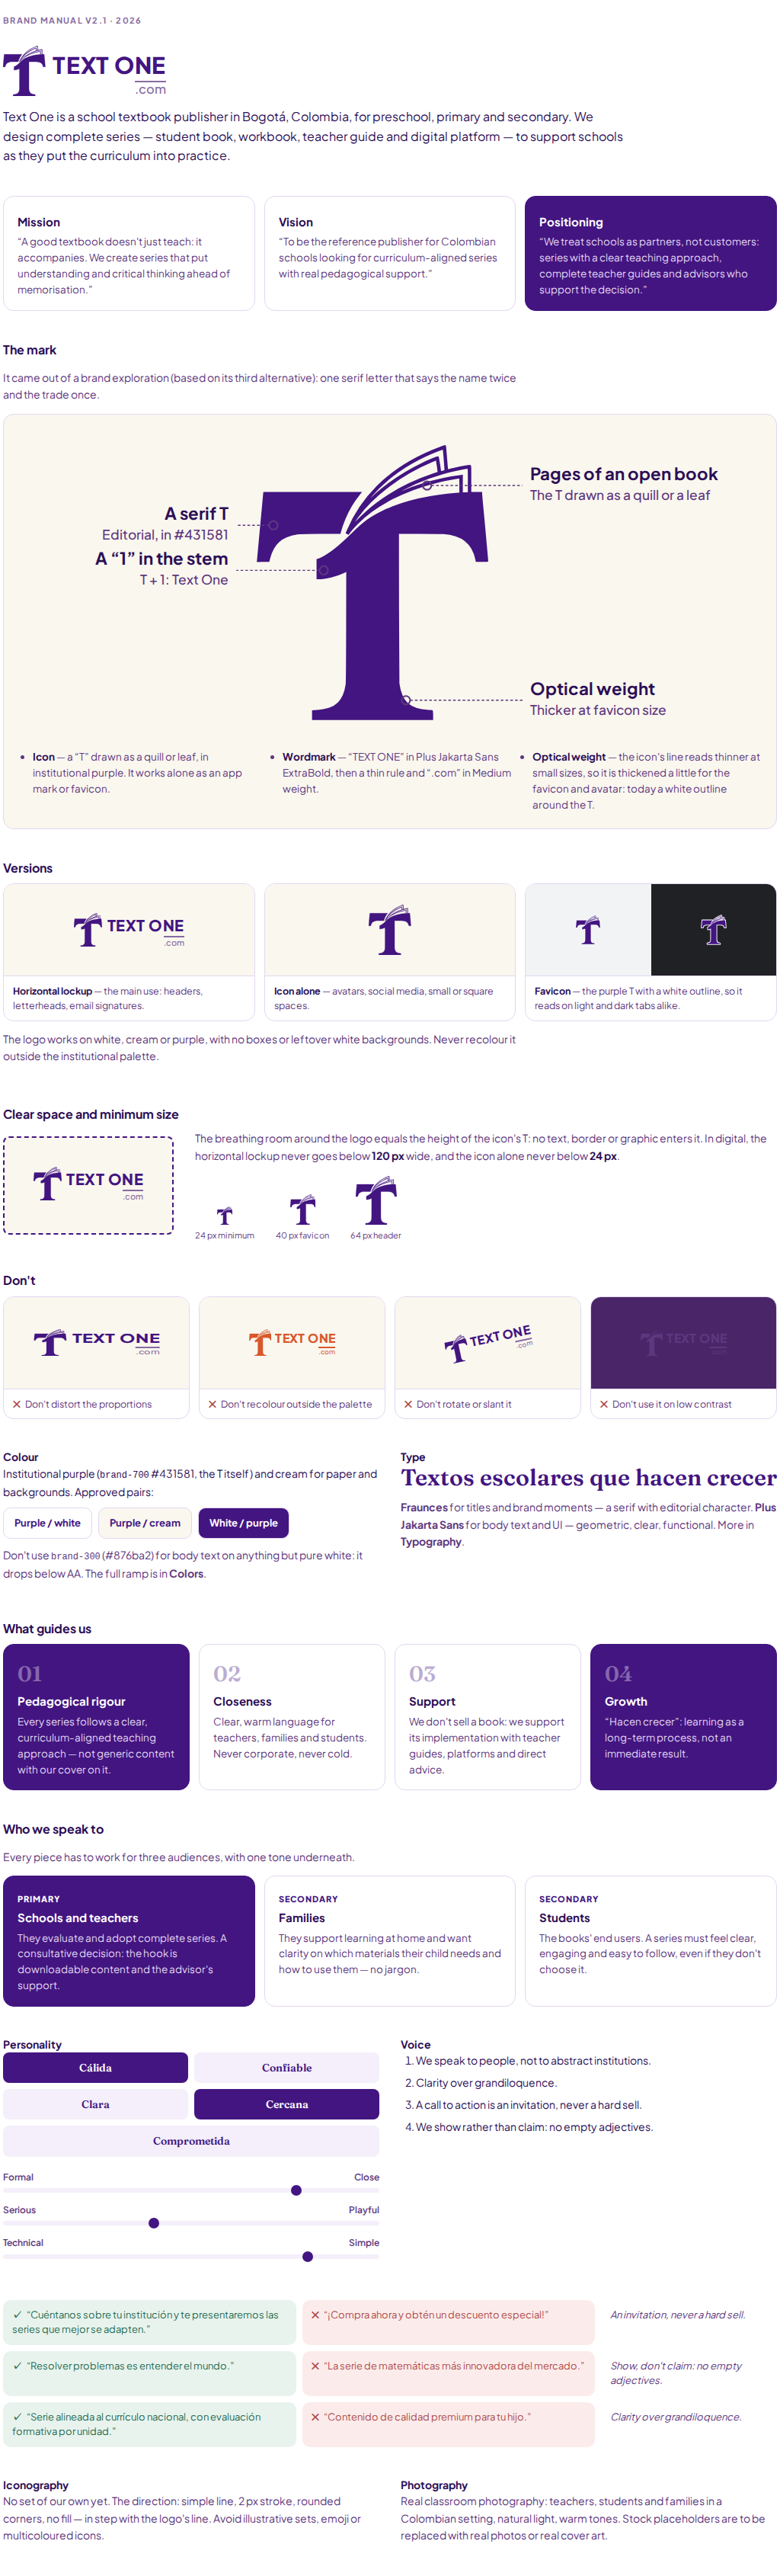 BRAND MANUAL V2.1 · 2026
TEXT ONE
.com
Text One is a school textbook publisher in Bogotá, Colombia, for preschool, primary and secondary. We
design complete series — student book, workbook, teacher guide and digital platform — to support schools
as they put the curriculum into practice.
Mission
“A good textbook doesn't just teach: it
accompanies. We create series that put
understanding and critical thinking ahead of
memorisation.”
Vision
“To be the reference publisher for Colombian
schools looking for curriculum-aligned series
with real pedagogical support.”
Positioning
“We treat schools as partners, not customers:
series with a clear teaching approach,
complete teacher guides and advisors who
support the decision.”
The mark
It came out of a brand exploration (based on its third alternative): one serif letter that says the name twice
and the trade once.
Pages of an open book
The T drawn as a quill or a leaf
A serif T
Editorial, in #431581
A “1” in the stem
T + 1: Text One
Optical weight
Thicker at favicon size
• Icon — a “T” drawn as a quill or leaf, in
institutional purple. It works alone as an app
mark or favicon.
• Wordmark — “TEXT ONE” in Plus Jakarta Sans
ExtraBold, then a thin rule and “.com” in Medium
weight.
• Optical weight — the icon's line reads thinner at
small sizes, so it is thickened a little for the
favicon and avatar: today a white outline
around the T.
Versions
TEXT ONE
.com
Horizontal lockup — the main use: headers,
letterheads, email signatures.
Icon alone — avatars, social media, small or square
spaces.
Favicon — the purple T with a white outline, so it
reads on light and dark tabs alike.
The logo works on white, cream or purple, with no boxes or leftover white backgrounds. Never recolour it
outside the institutional palette.
Clear space and minimum size
TEXT ONE
.com
The breathing room around the logo equals the height of the icon's T: no text, border or graphic enters it. In digital, the
horizontal lockup never goes below 120 px wide, and the icon alone never below 24 px.
24 px minimum
40 px favicon
64 px header
Don't
TEXT ONE
.com
✕ Don't distort the proportions
TEXT ONE
.com
✕ Don't recolour outside the palette
TEXT ONE
.com
✕ Don't rotate or slant it
TEXT ONE
.com
✕ Don't use it on low contrast
Colour
Institutional purple (brand-700 #431581, the T itself) and cream for paper and
backgrounds. Approved pairs:
Purple / white
Purple / cream
White / purple
Don't use brand-300 (#876ba2) for body text on anything but pure white: it
drops below AA. The full ramp is in Colors.
Type
Textos escolares que hacen crecer
Fraunces for titles and brand moments — a serif with editorial character. Plus
Jakarta Sans for body text and UI — geometric, clear, functional. More in
Typography.
What guides us
01
Pedagogical rigour
Every series follows a clear,
curriculum-aligned teaching
approach — not generic content
with our cover on it.
02
Closeness
Clear, warm language for
teachers, families and students.
Never corporate, never cold.
03
Support
We don't sell a book: we support
its implementation with teacher
guides, platforms and direct
advice.
04
Growth
“Hacen crecer”: learning as a
long-term process, not an
immediate result.
Who we speak to
Every piece has to work for three audiences, with one tone underneath.
PRIMARY
Schools and teachers
They evaluate and adopt complete series. A
consultative decision: the hook is
downloadable content and the advisor's
support.
SECONDARY
Families
They support learning at home and want
clarity on which materials their child needs and
how to use them — no jargon.
SECONDARY
Students
The books' end users. A series must feel clear,
engaging and easy to follow, even if they don't
choose it.
Personality
Cálida
Confiable
Clara
Cercana
Comprometida
Formal
Close
Serious
Playful
Technical
Simple
Voice
1. We speak to people, not to abstract institutions.
2. Clarity over grandiloquence.
3. A call to action is an invitation, never a hard sell.
4. We show rather than claim: no empty adjectives.
✓ “Cuéntanos sobre tu institución y te presentaremos las
series que mejor se adapten.”
✕ “¡Compra ahora y obtén un descuento especial!”
An invitation, never a hard sell.
✓ “Resolver problemas es entender el mundo.”
✕ “La serie de matemáticas más innovadora del mercado.”
Show, don't claim: no empty
adjectives.
✓ “Serie alineada al currículo nacional, con evaluación
formativa por unidad.”
✕ “Contenido de calidad premium para tu hijo.”
Clarity over grandiloquence.
Iconography
No set of our own yet. The direction: simple line, 2 px stroke, rounded
corners, no fill — in step with the logo's line. Avoid illustrative sets, emoji or
multicoloured icons.
Photography
Real classroom photography: teachers, students and families in a
Colombian setting, natural light, warm tones. Stock placeholders are to be
replaced with real photos or real cover art.